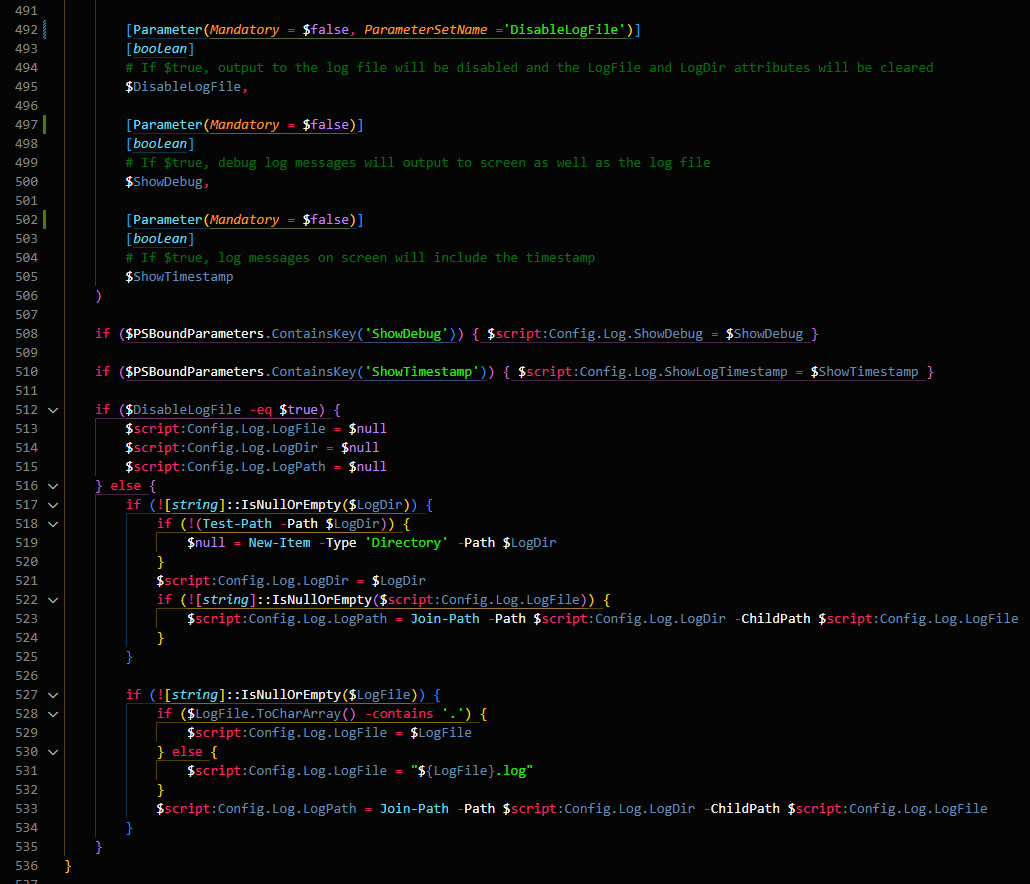 491
492 [Parameter(Mandatory = $false, ParameterSetName ='DisableLogFile')]
493 [boolean]
494 # If $true, output to the log file will be disabled and the LogFile and LogDir attributes will be cleared
495 $DisableLogFile,
496
497 [Parameter(Mandatory = $false)]
498 [boolean]
499 # If $true, debug log messages will output to screen as well as the log file
500 $ShowDebug,
501
502 [Parameter(Mandatory = $false)]
503 [boolean]
504 # If $true, log messages on screen will include the timestamp
505 $ShowTimestamp
506 )
507
508 if ($PSBoundParameters.ContainsKey('ShowDebug')) { $script:Config.Log.ShowDebug = $ShowDebug }
509
510 if ($PSBoundParameters.ContainsKey('ShowTimestamp')) { $script:Config.Log.ShowLogTimestamp = $ShowTimestamp }
511
512 if ($DisableLogFile -eq $true) {
513 $script:Config.Log.LogFile = $null
514 $script:Config.Log.LogDir = $null
515 $script:Config.Log.LogPath = $null
516 } else {
517 if (![string]::IsNullOrEmpty($LogDir)) {
518 if (!(Test-Path -Path $LogDir)) {
519 $null = New-Item -Type 'Directory' -Path $LogDir
520 }
521 $script:Config.Log.LogDir = $LogDir
522 if (![string]::IsNullOrEmpty($script:Config.Log.LogFile)) {
523 $script:Config.Log.LogPath = Join-Path -Path $script:Config.Log.LogDir -ChildPath $script:Config.Log.LogFile
524 }
525 }
526
527 if (![string]::IsNullOrEmpty($LogFile)) {
528 if ($LogFile.ToCharArray() -contains '.') {
529 $script:Config.Log.LogFile = $LogFile
530 } else {
531 $script:Config.Log.LogFile = "${LogFile}.log"
532 }
533 $script:Config.Log.LogPath = Join-Path -Path $script:Config.Log.LogDir -ChildPath $script:Config.Log.LogFile
534 }
535 }
536 }